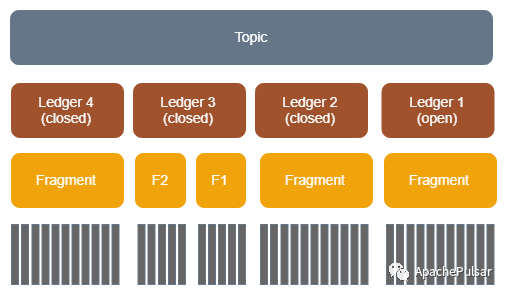 Topic
Ledger 4
(closed)
Ledger 3
(closed)
Ledger 2
(closed)
Ledger 1
(open)
Fragment
F2
F1
Fragment
Fragment
ApachePulsar